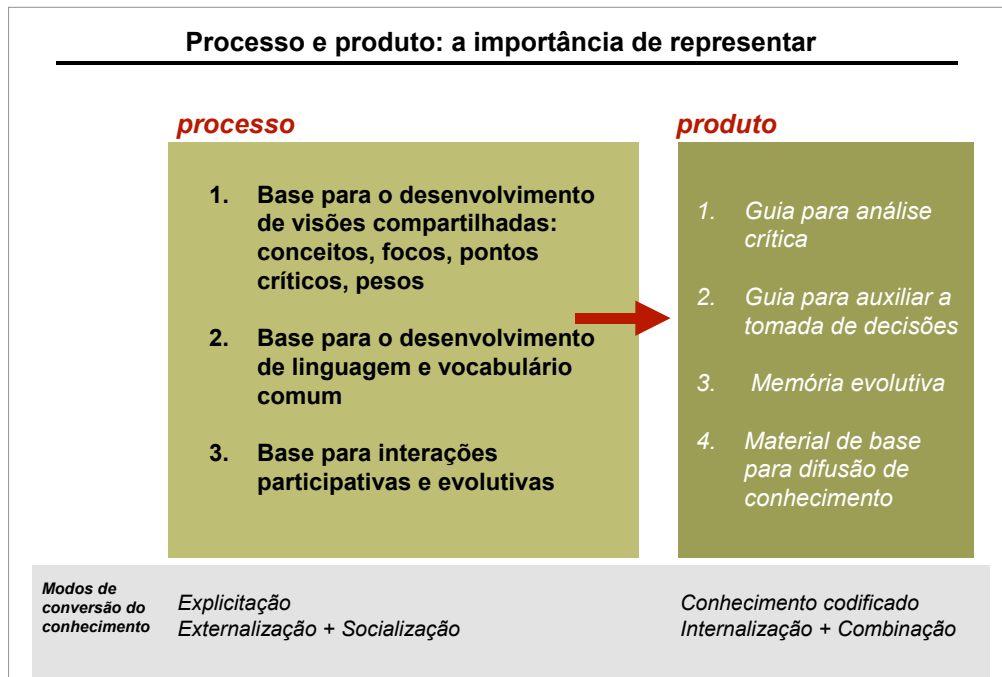 Processo e produto: a importância de representar
processo
1. Base para o desenvolvimento
de visões compartilhadas:
conceitos, focos, pontos
críticos, pesos
2. Base para o desenvolvimento
de linguagem e vocabulário
comum
3. Base para interações
participativas e evolutivas
produto
1. Guia para análise
crítica
2. Guia para auxiliar a
tomada de decisões
3. Memória evolutiva
4. Material de base
para difusão de
conhecimento
Modos de
conversão do
conhecimento
Explicitação
Externalização + Socialização
Conhecimento codificado
Internalização + Combinação